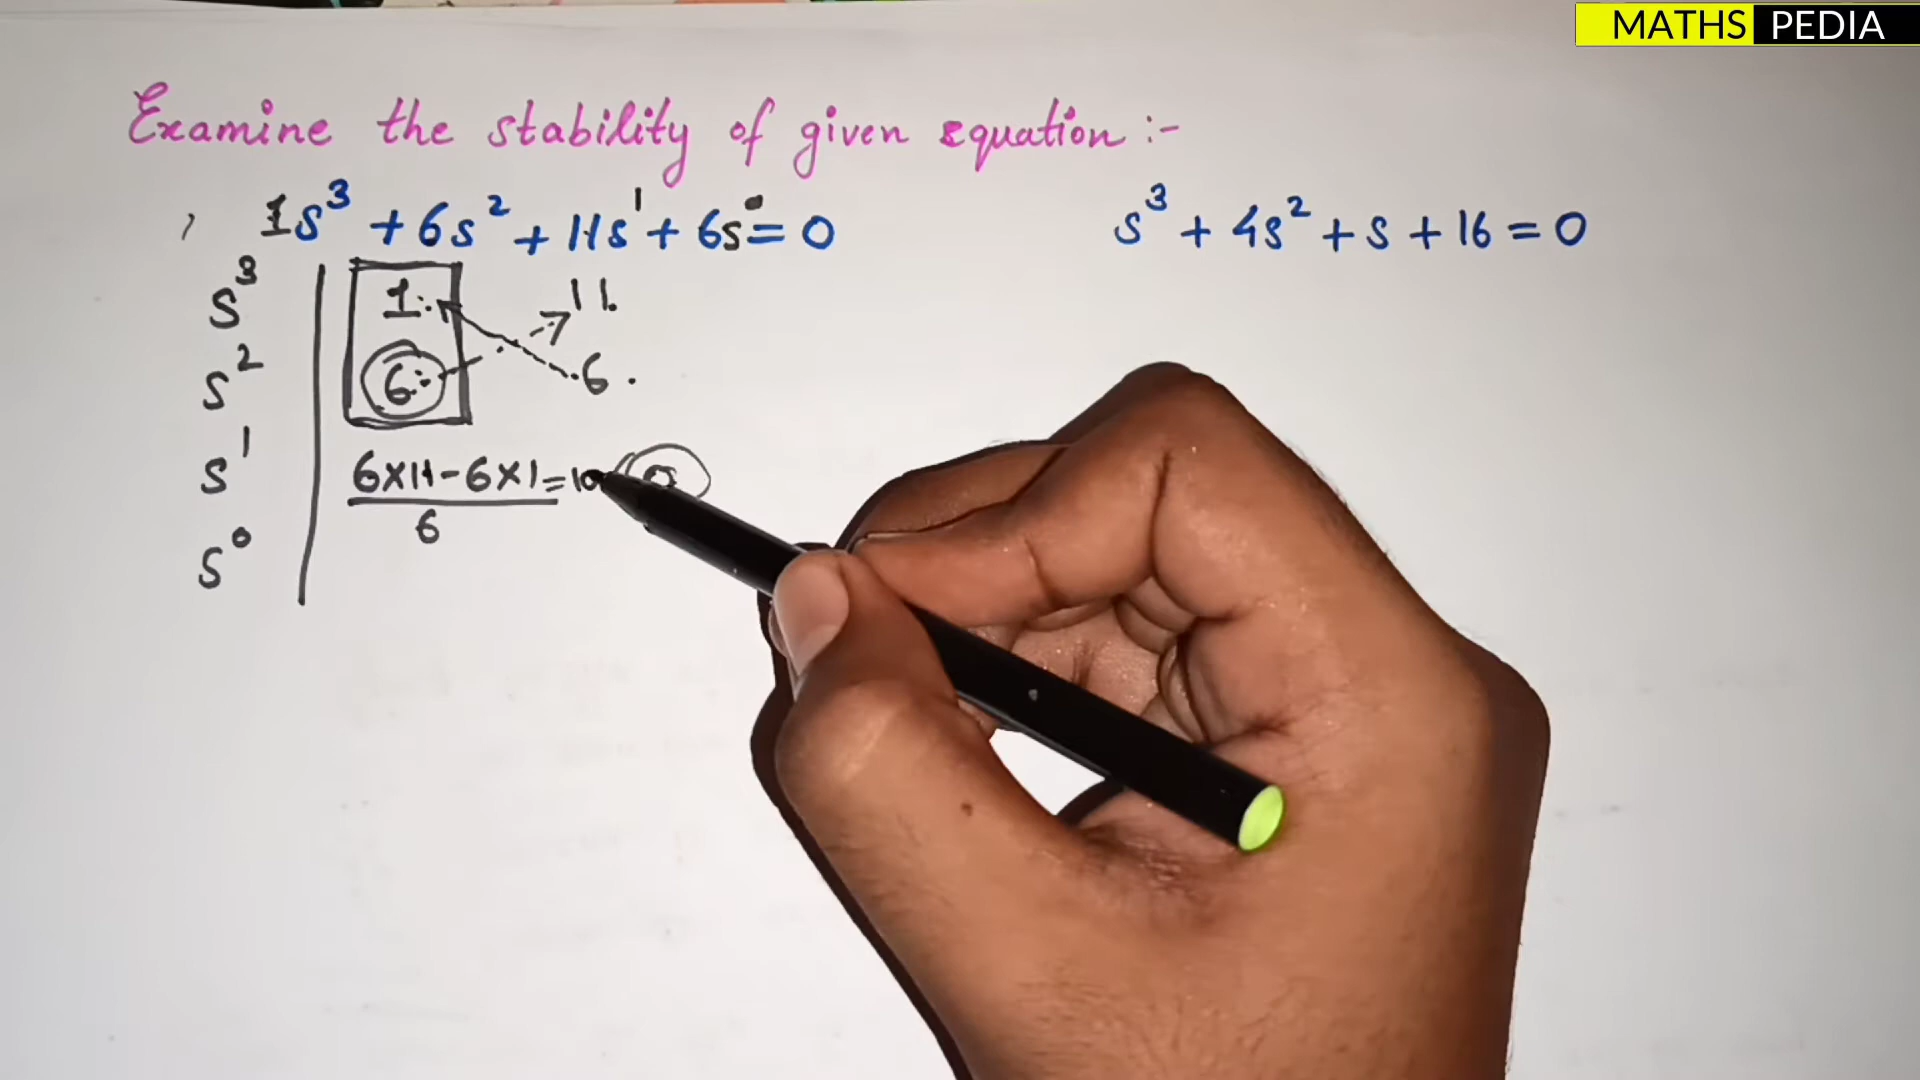 MATHS PEDIA
Examine the stability of given equation :-
1s³ + 6s² + 11s¹ + 6s⁰ = 0
s³ + 4s² + s + 16 = 0
s³ 1 11
s² 6 6
s¹ 6×11-6×1 = 10 0
6
s⁰